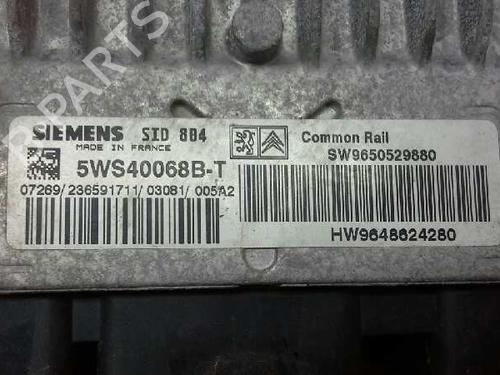 B-PARTS
SIEMENS SID 804
MADE IN FRANCE
5WS40068B-T
07269/236591711/03081/005A2
Common Rail
SW9650529880
HW9648624280